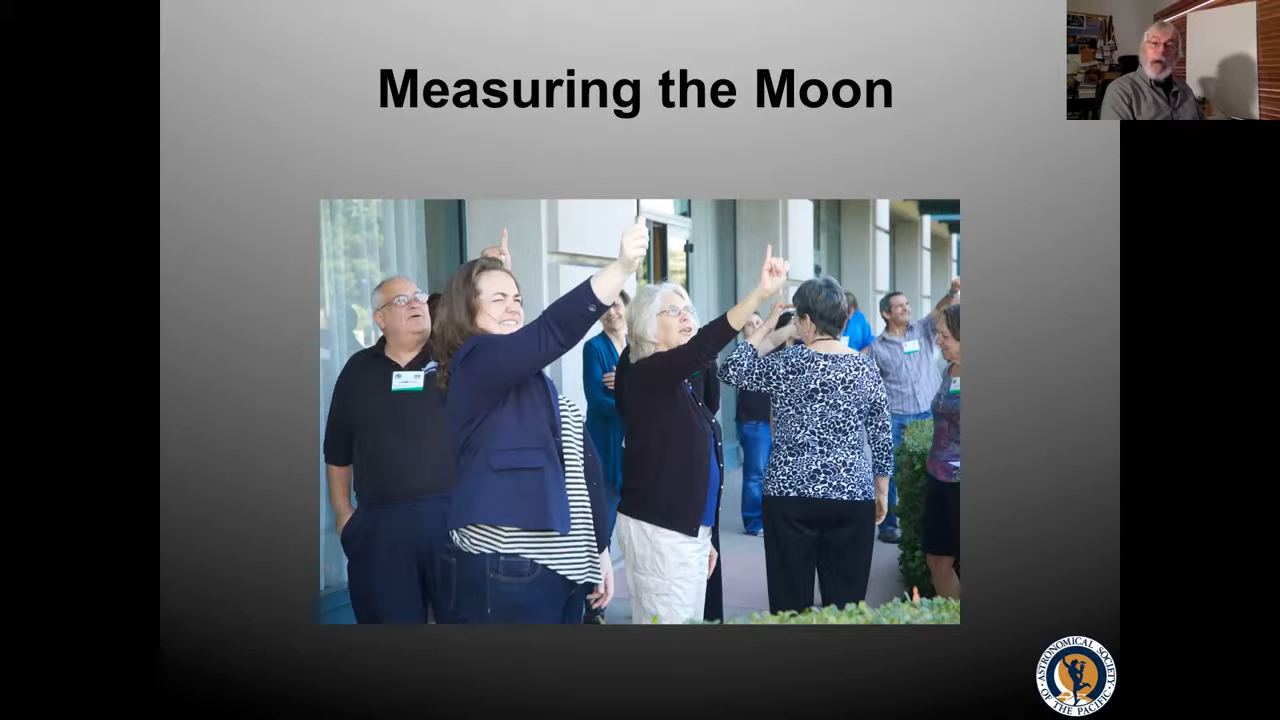 Measuring the Moon
ASTRONOMICAL SOCIETY
OF THE PACIFIC